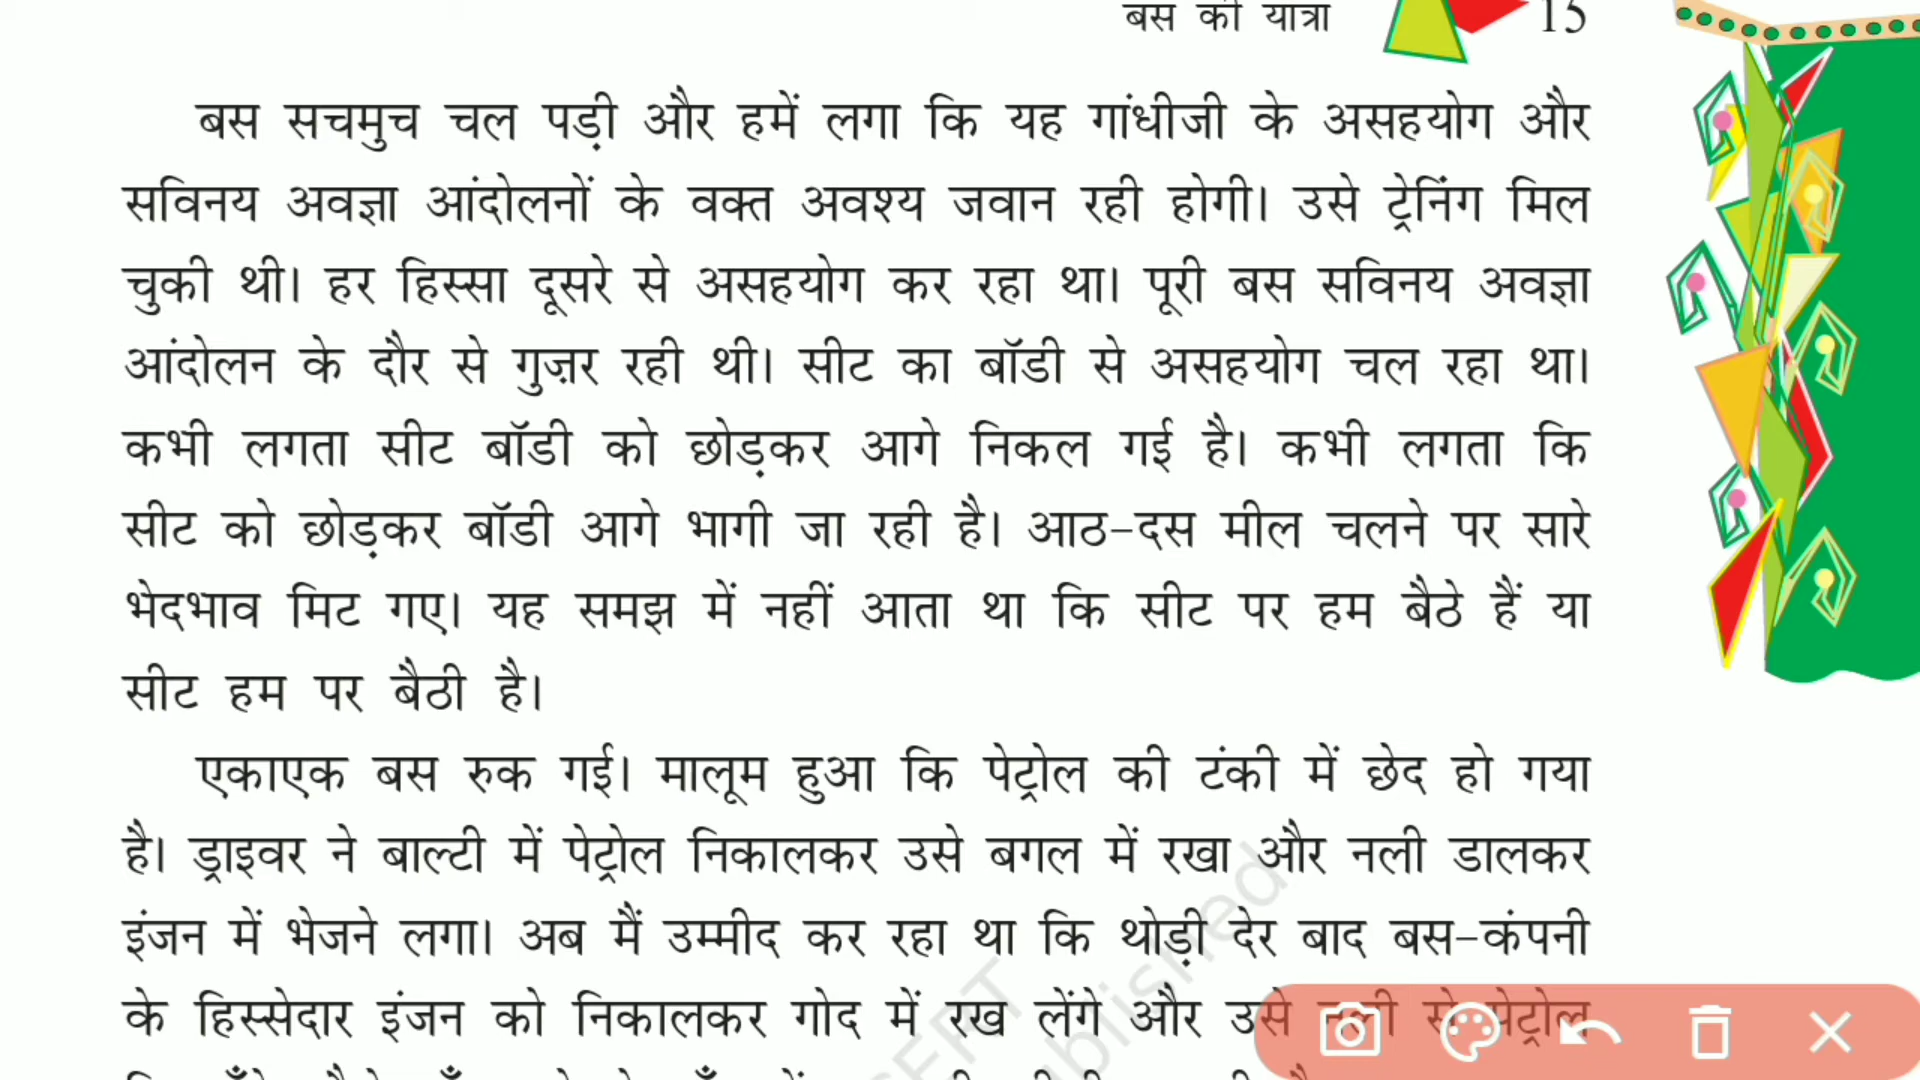 बस की यात्रा 15
बस सचमुच चल पड़ी और हमें लगा कि यह गांधीजी के असहयोग और
सविनय अवज्ञा आंदोलनों के वक्त अवश्य जवान रही होगी। उसे ट्रेनिंग मिल
चुकी थी। हर हिस्सा दूसरे से असहयोग कर रहा था। पूरी बस सविनय अवज्ञा
आंदोलन के दौर से गुज़र रही थी। सीट का बॉडी से असहयोग चल रहा था।
कभी लगता सीट बॉडी को छोड़कर आगे निकल गई है। कभी लगता कि
सीट को छोड़कर बॉडी आगे भागी जा रही है। आठ-दस मील चलने पर सारे
भेदभाव मिट गए। यह समझ में नहीं आता था कि सीट पर हम बैठे हैं या
सीट हम पर बैठी है।
एकाएक बस रुक गई। मालूम हुआ कि पेट्रोल की टंकी में छेद हो गया
है। ड्राइवर ने बाल्टी में पेट्रोल निकालकर उसे बगल में रखा और नली डालकर
इंजन में भेजने लगा। अब मैं उम्मीद कर रहा था कि थोड़ी देर बाद बस-कंपनी
के हिस्सेदार इंजन को निकालकर गोद में रख लेंगे और उसे नली से पेट्रोल